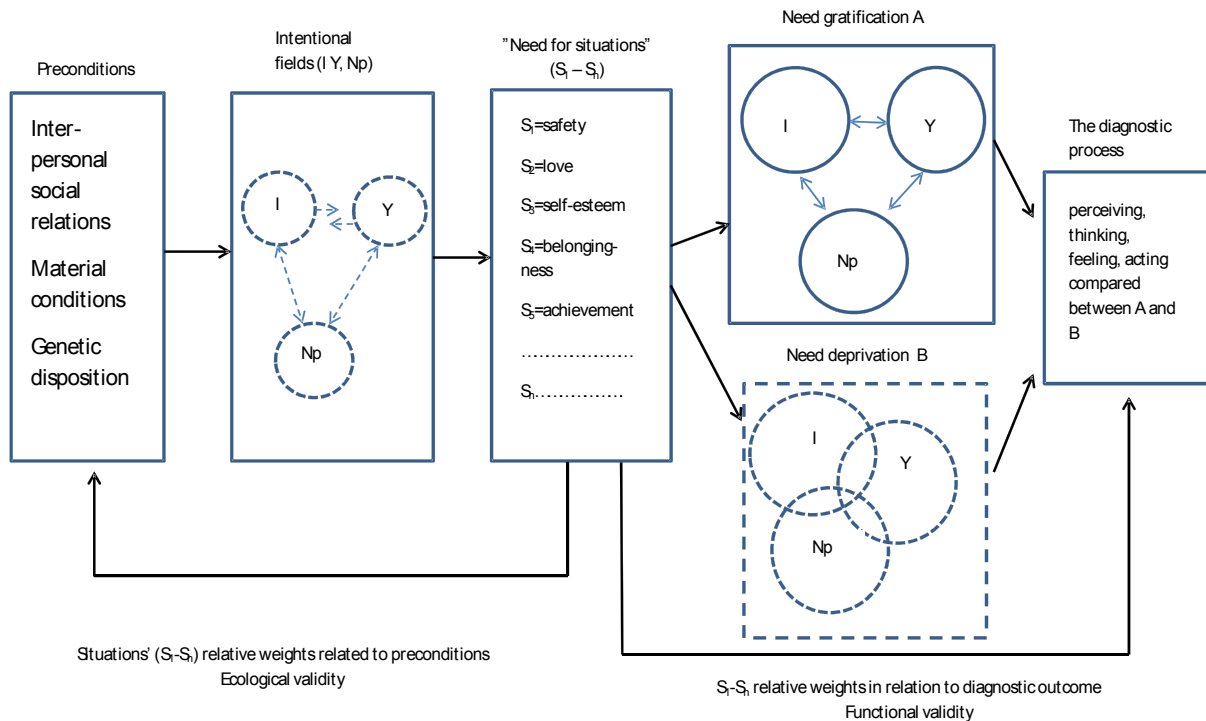 Preconditions
Inter-
personal
social
relations
Material
conditions
Genetic
disposition
Intentional
fields (I Y, Np)
I
Y
Np
”Need for situations”
(S₁ – Sₙ)
S₁=safety
S₂=love
S₃=self-esteem
S₄=belonging-
ness
S₅=achievement
…………………
Sₙ……………
Need gratification A
I
Y
Np
Need deprivation B
I
Y
Np
The diagnostic
process
perceiving,
thinking,
feeling, acting
compared
between A and
B
Situations’ (S₁-Sₙ) relative weights related to preconditions
Ecological validity
S₁-Sₙ relative weights in relation to diagnostic outcome
Functional validity